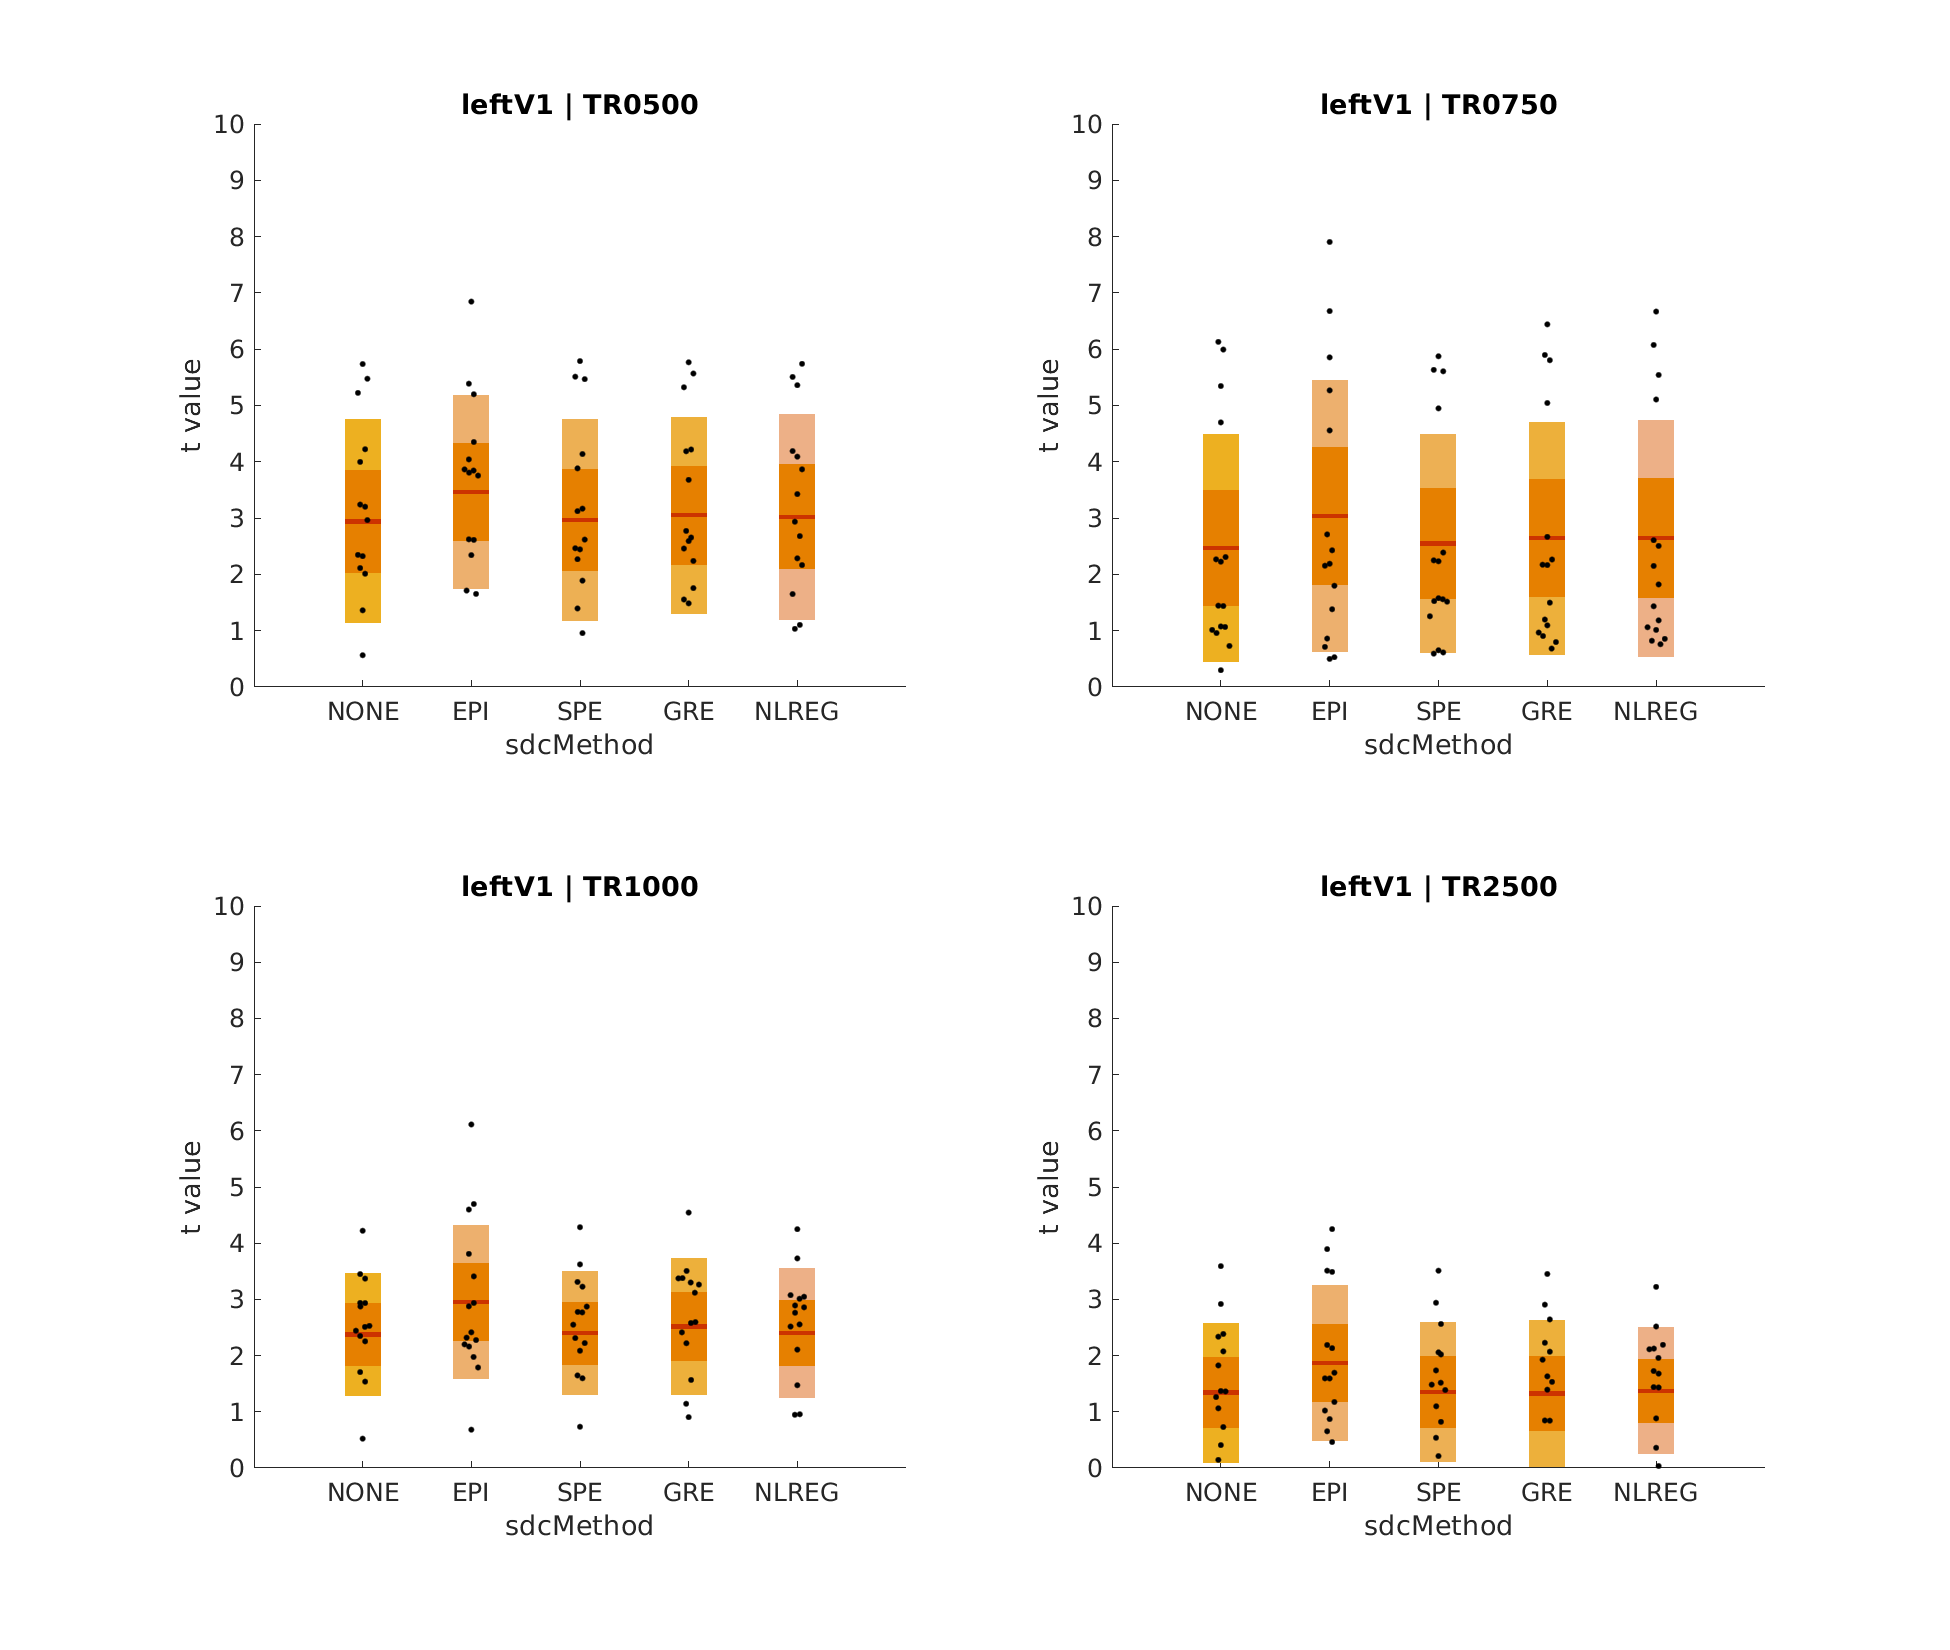 leftV1 | TR0500
10
9
8
7
6
5
4
3
2
1
0
t value
NONE EPI SPE GRE NLREG
sdcMethod
leftV1 | TR0750
10
9
8
7
6
5
4
3
2
1
0
t value
NONE EPI SPE GRE NLREG
sdcMethod
leftV1 | TR1000
10
9
8
7
6
5
4
3
2
1
0
t value
NONE EPI SPE GRE NLREG
sdcMethod
leftV1 | TR2500
10
9
8
7
6
5
4
3
2
1
0
t value
NONE EPI SPE GRE NLREG
sdcMethod